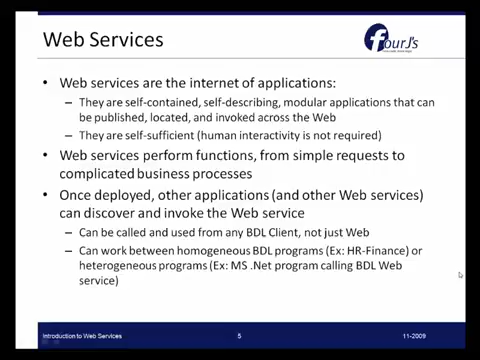 Web Services
fourJ's
• Web services are the internet of applications:
– They are self-contained, self-describing, modular applications that can
be published, located, and invoked across the Web
– They are self-sufficient (human interactivity is not required)
• Web services perform functions, from simple requests to
complicated business processes
• Once deployed, other applications (and other Web services)
can discover and invoke the Web service
– Can be called and used from any BDL Client, not just Web
– Can work between homogeneous BDL programs (Ex: HR-Finance) or
heterogeneous programs (Ex: MS .Net program calling BDL Web
service)
Introduction to Web Services
5
11-2009